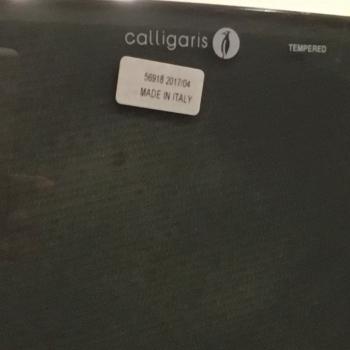 calligaris
TEMPERED
56918 2017/04
MADE IN ITALY